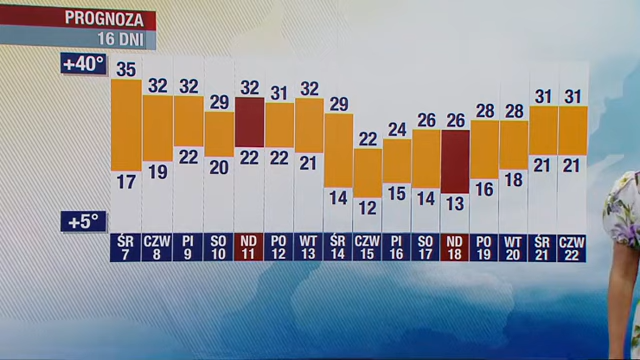 PROGNOZA
16 DNI
+40°
35 32 32 29 32 31 32 29 22 24 26 26 28 28 31 31
17 19 22 20 22 22 21 14 12 15 14 13 16 18 21 21
+5°
ŚR CZW PI SO ND PO WT ŚR CZW PI SO ND PO WT ŚR CZW
7 8 9 10 11 12 13 14 15 16 17 18 19 20 21 22